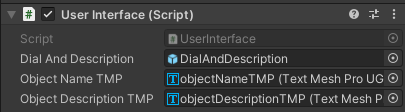 User Interface (Script)
Script UserInterface
Dial And Description DialAndDescription
Object Name TMP objectNameTMP (Text Mesh Pro UG
Object Description TMP objectDescriptionTMP (Text Mesh P